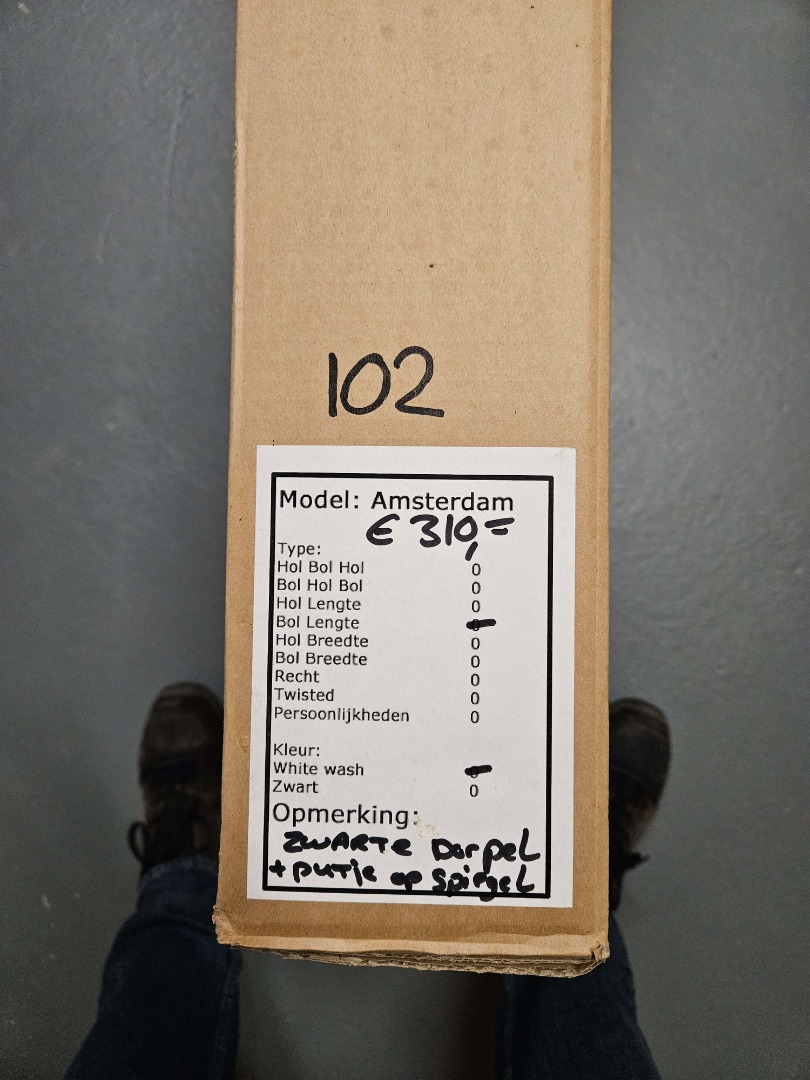 102
Model: Amsterdam
€ 310,=
Type:
Hol Bol Hol 0
Bol Hol Bol 0
Hol Lengte 0
Bol Lengte 0
Hol Breedte 0
Bol Breedte 0
Recht 0
Twisted 0
Persoonlijkheden 0
Kleur:
White wash 0
Zwart 0
Opmerking:
ZWARTE DorpeL
+ PUTje op SpiegeL